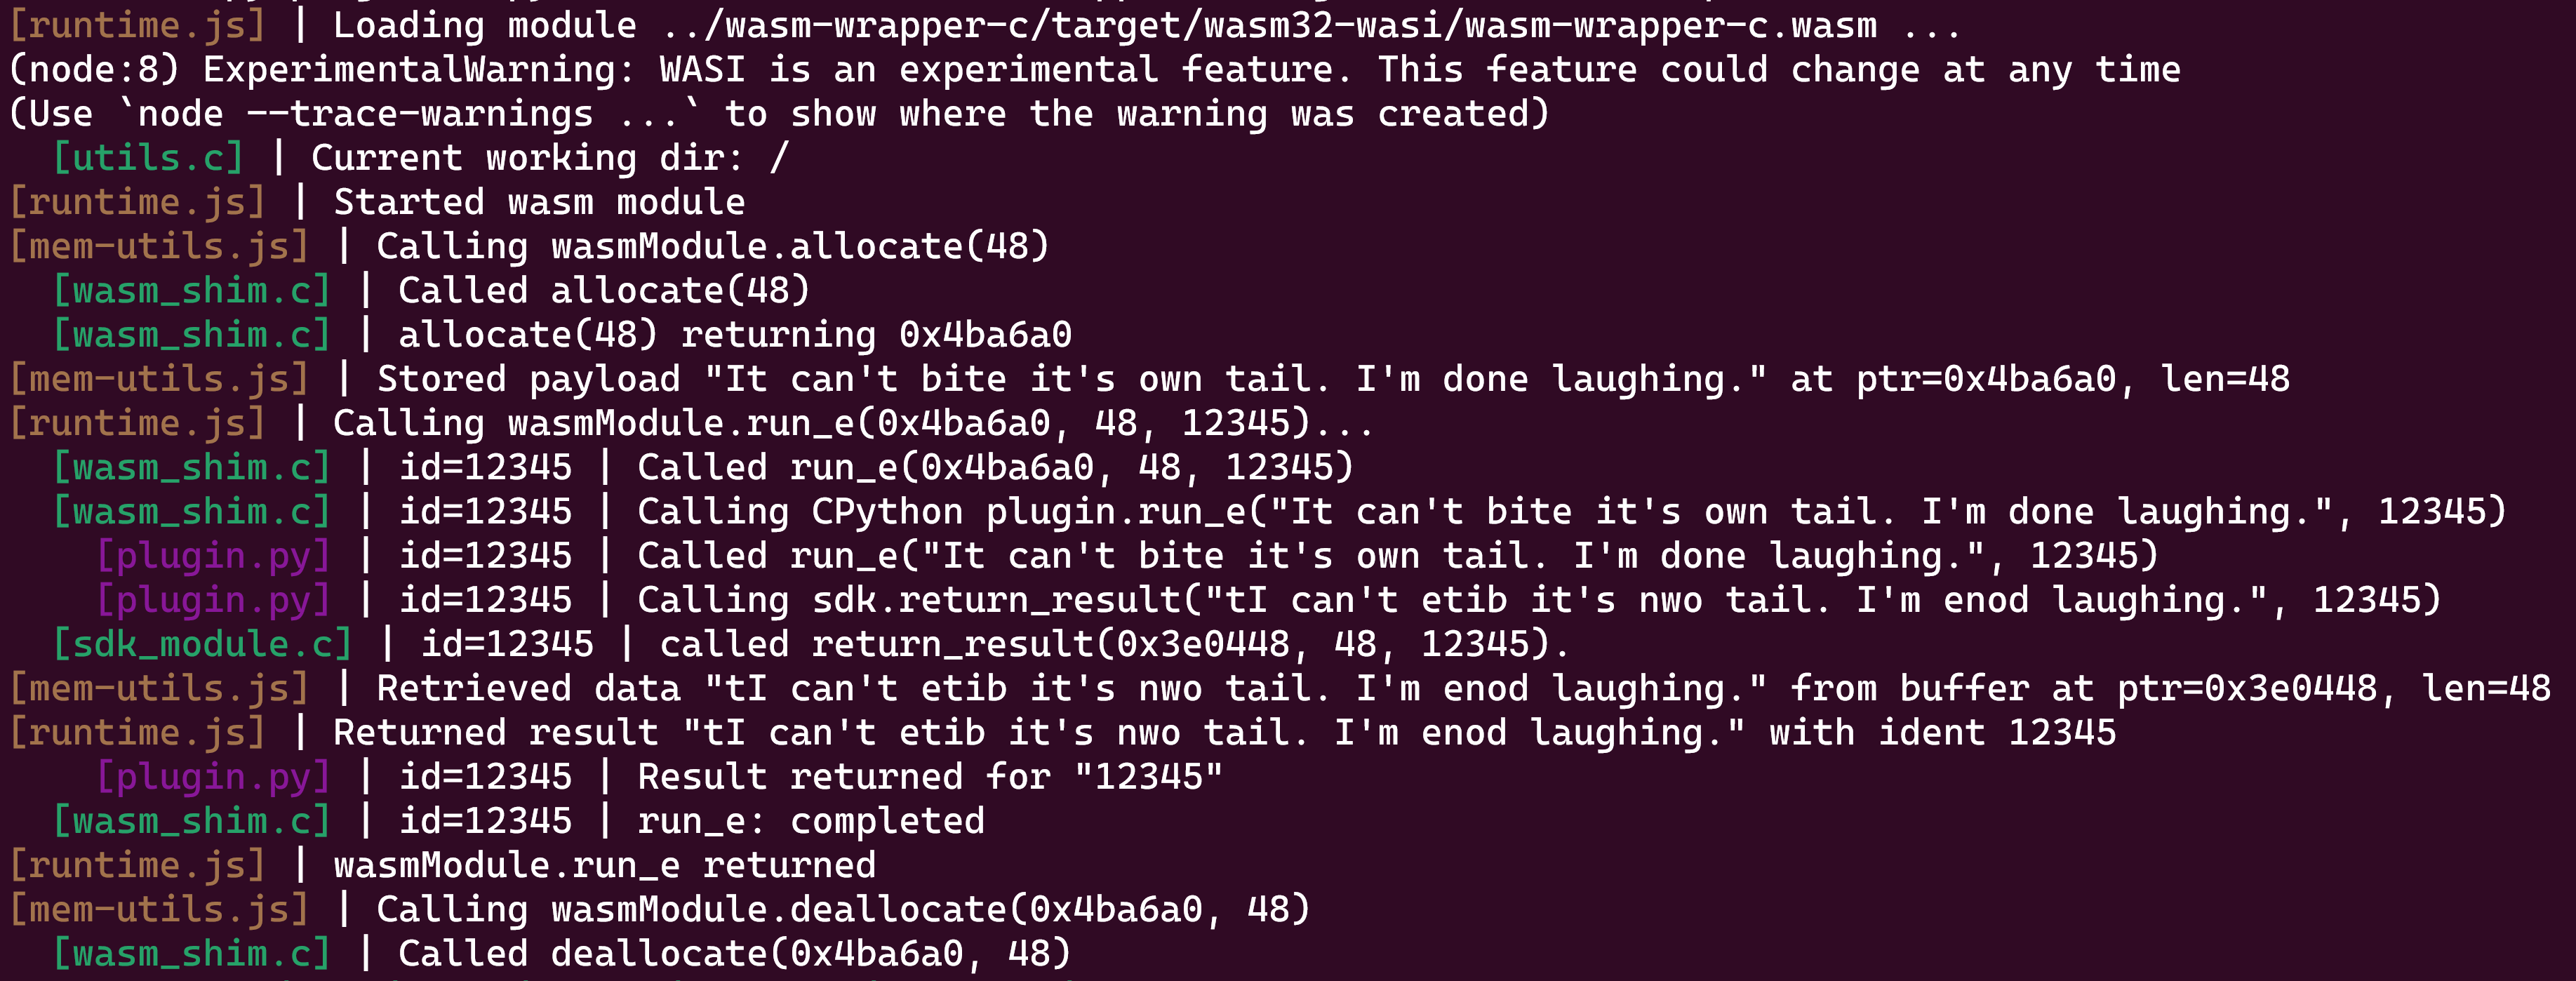 [runtime.js] | Loading module ../wasm-wrapper-c/target/wasm32-wasi/wasm-wrapper-c.wasm ...
(node:8) ExperimentalWarning: WASI is an experimental feature. This feature could change at any time
(Use `node --trace-warnings ...` to show where the warning was created)
[utils.c] | Current working dir: /
[runtime.js] | Started wasm module
[mem-utils.js] | Calling wasmModule.allocate(48)
[wasm_shim.c] | Called allocate(48)
[wasm_shim.c] | allocate(48) returning 0x4ba6a0
[mem-utils.js] | Stored payload "It can't bite it's own tail. I'm done laughing." at ptr=0x4ba6a0, len=48
[runtime.js] | Calling wasmModule.run_e(0x4ba6a0, 48, 12345)...
[wasm_shim.c] | id=12345 | Called run_e(0x4ba6a0, 48, 12345)
[wasm_shim.c] | id=12345 | Calling CPython plugin.run_e("It can't bite it's own tail. I'm done laughing.", 12345)
[plugin.py] | id=12345 | Called run_e("It can't bite it's own tail. I'm done laughing.", 12345)
[plugin.py] | id=12345 | Calling sdk.return_result("tI can't etib it's nwo tail. I'm enod laughing.", 12345)
[sdk_module.c] | id=12345 | called return_result(0x3e0448, 48, 12345).
[mem-utils.js] | Retrieved data "tI can't etib it's nwo tail. I'm enod laughing." from buffer at ptr=0x3e0448, len=48
[runtime.js] | Returned result "tI can't etib it's nwo tail. I'm enod laughing." with ident 12345
[plugin.py] | id=12345 | Result returned for "12345"
[wasm_shim.c] | id=12345 | run_e: completed
[runtime.js] | wasmModule.run_e returned
[mem-utils.js] | Calling wasmModule.deallocate(0x4ba6a0, 48)
[wasm_shim.c] | Called deallocate(0x4ba6a0, 48)